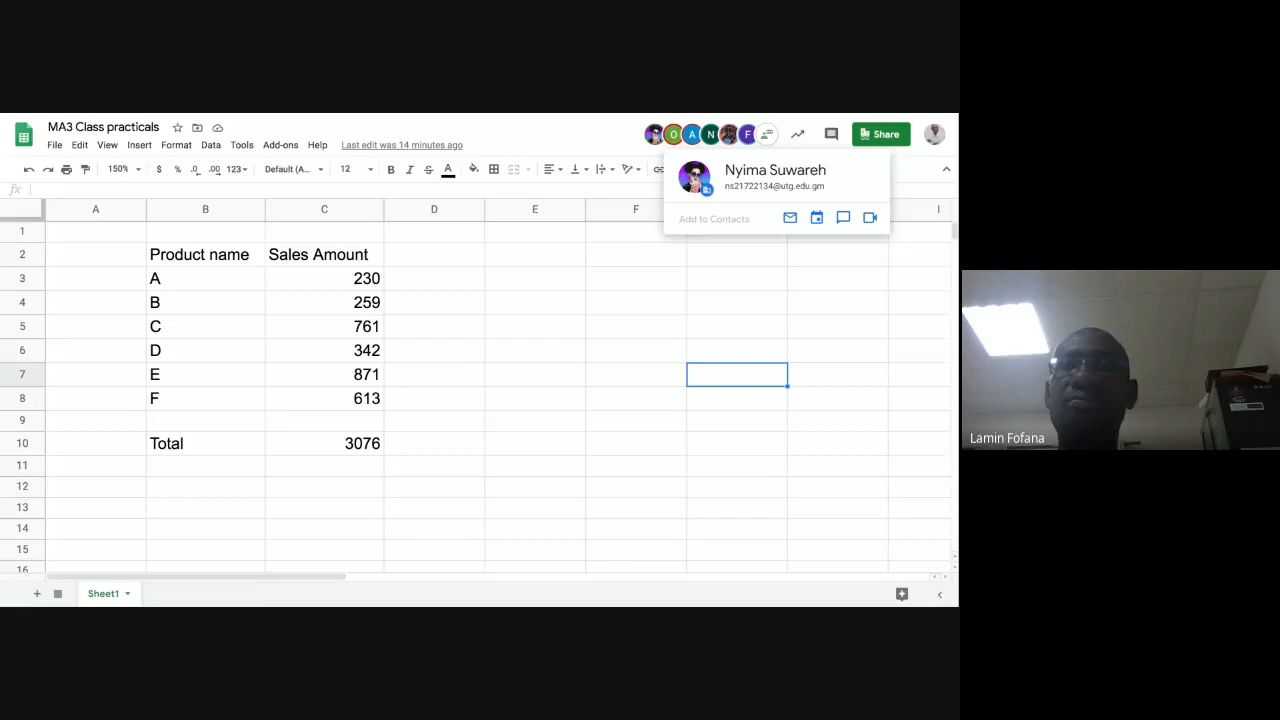 MA3 Class practicals
File Edit View Insert Format Data Tools Add-ons Help Last edit was 14 minutes ago
Share
O A N F
150% $ % .0 .00 123 Default (A... 12 B I S A
Nyima Suwareh
ns21722134@utg.edu.gm
Add to Contacts
fx
A B C D E F I
1
2 Product name Sales Amount
3 A 230
4 B 259
5 C 761
6 D 342
7 E 871
8 F 613
9
10 Total 3076
11
12
13
14
15
16
Sheet1
Lamin Fofana